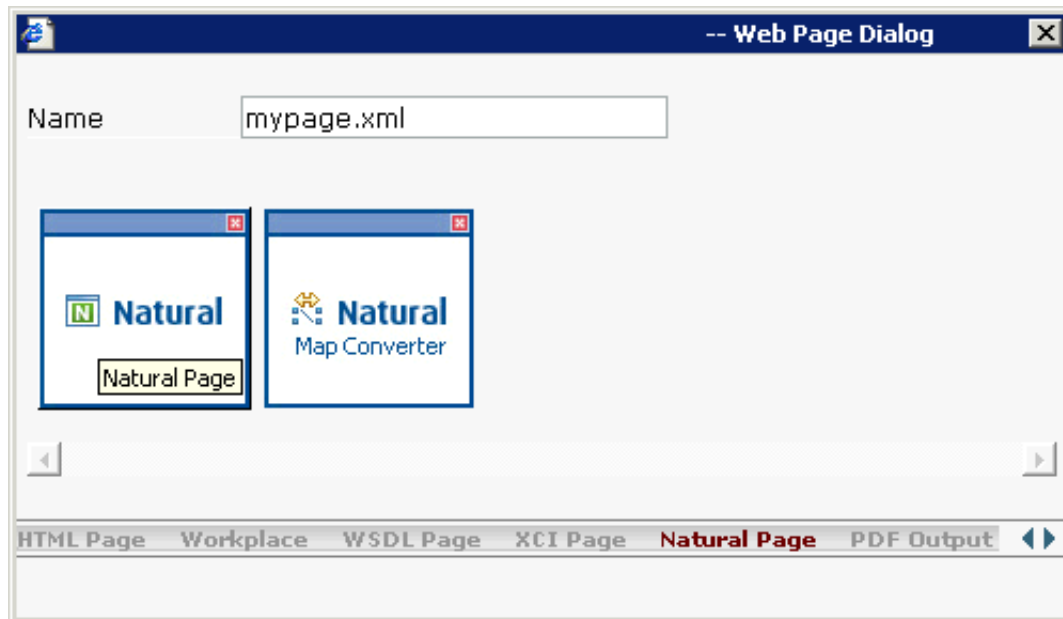 -- Web Page Dialog
Name mypage.xml
N Natural
Natural Page
Natural
Map Converter
HTML Page Workplace WSDL Page XCI Page Natural Page PDF Output